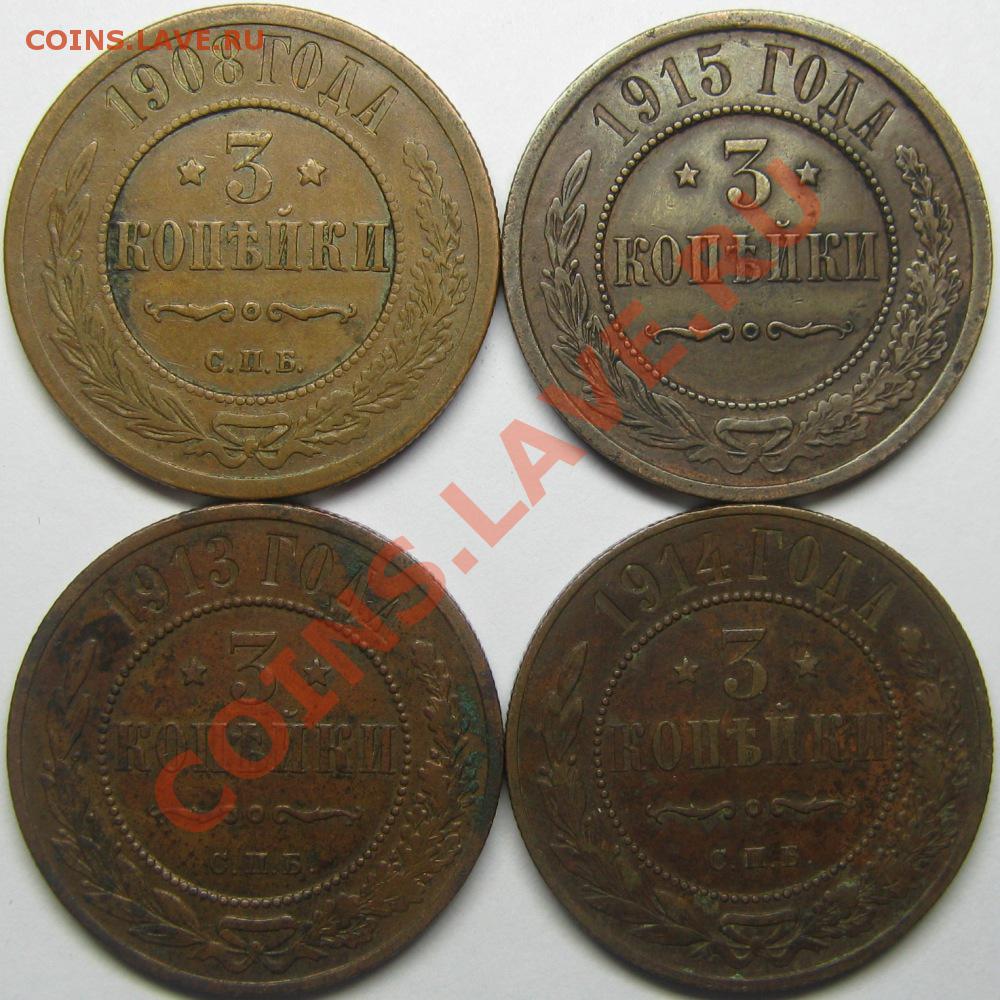 COINS.LAVE.RU
1908 ГОДА
3
КОПѢЙКИ
С.П.Б.
1915 ГОДА
3
КОПѢЙКИ
1913 ГОДА
3
КОПѢЙКИ
С.П.Б.
1914 ГОДА
3
КОПѢЙКИ
С.П.Б.
COINS.LAVE.RU